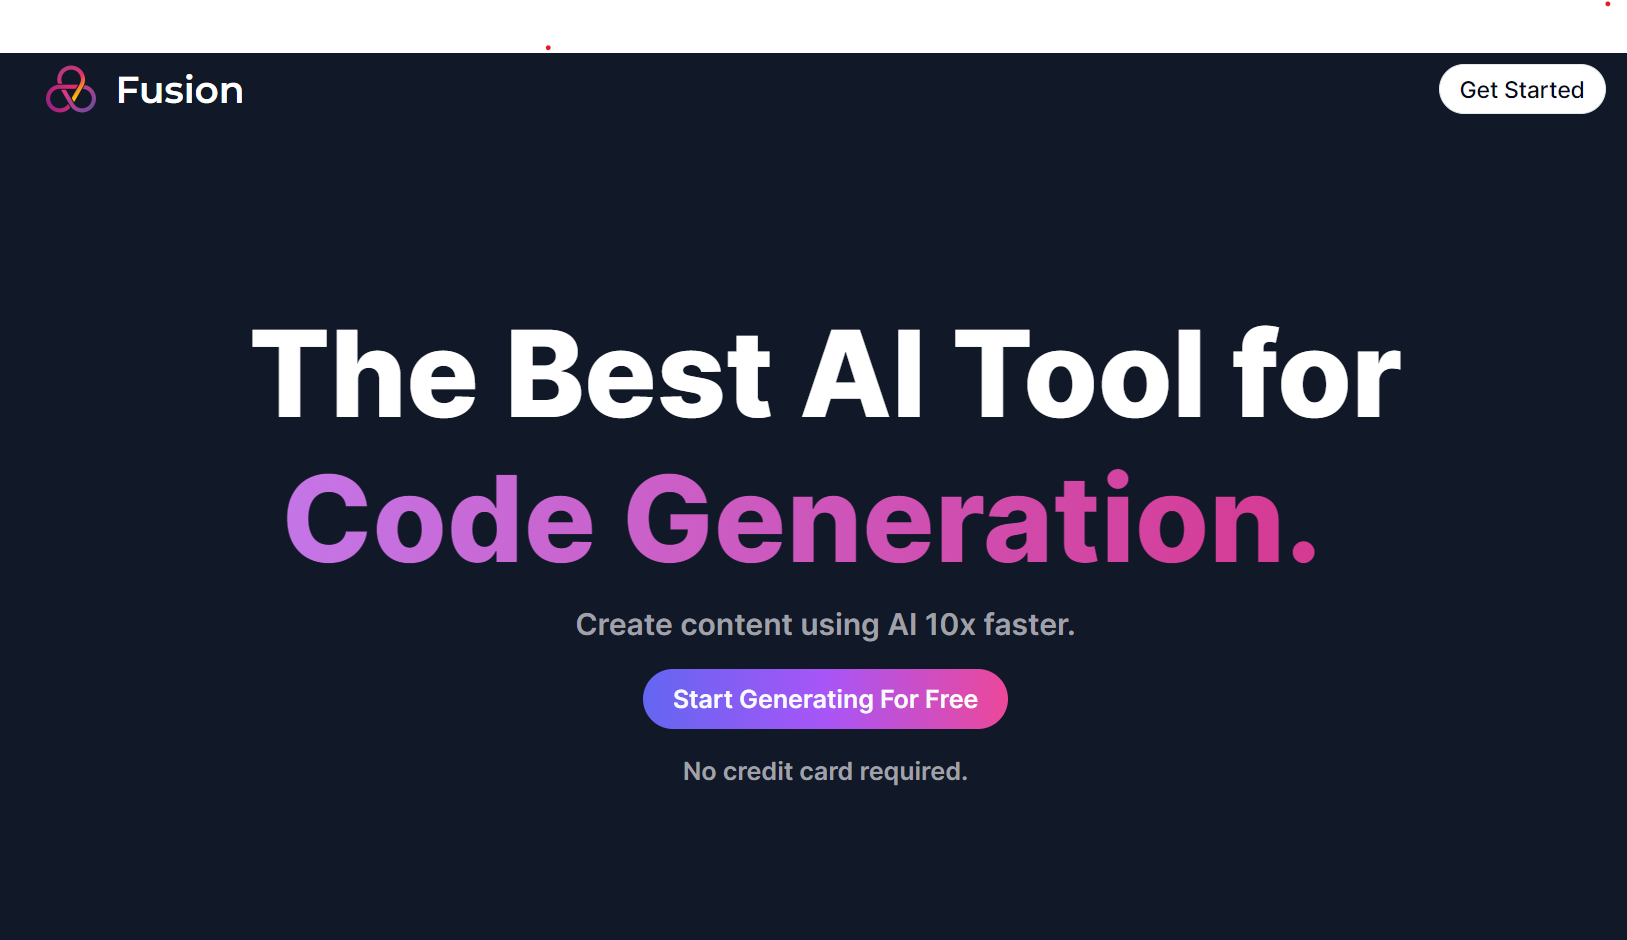 Fusion
Get Started
The Best AI Tool for
Code Generation.
Create content using AI 10x faster.
Start Generating For Free
No credit card required.